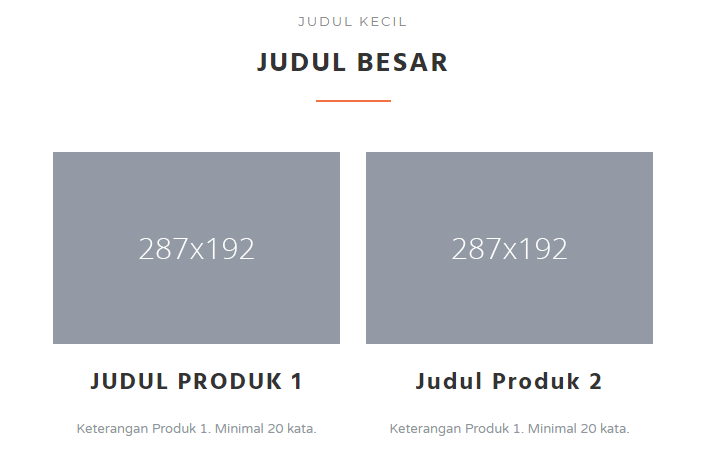 JUDUL KECIL
JUDUL BESAR
287x192
287x192
JUDUL PRODUK 1
Judul Produk 2
Keterangan Produk 1. Minimal 20 kata.
Keterangan Produk 1. Minimal 20 kata.